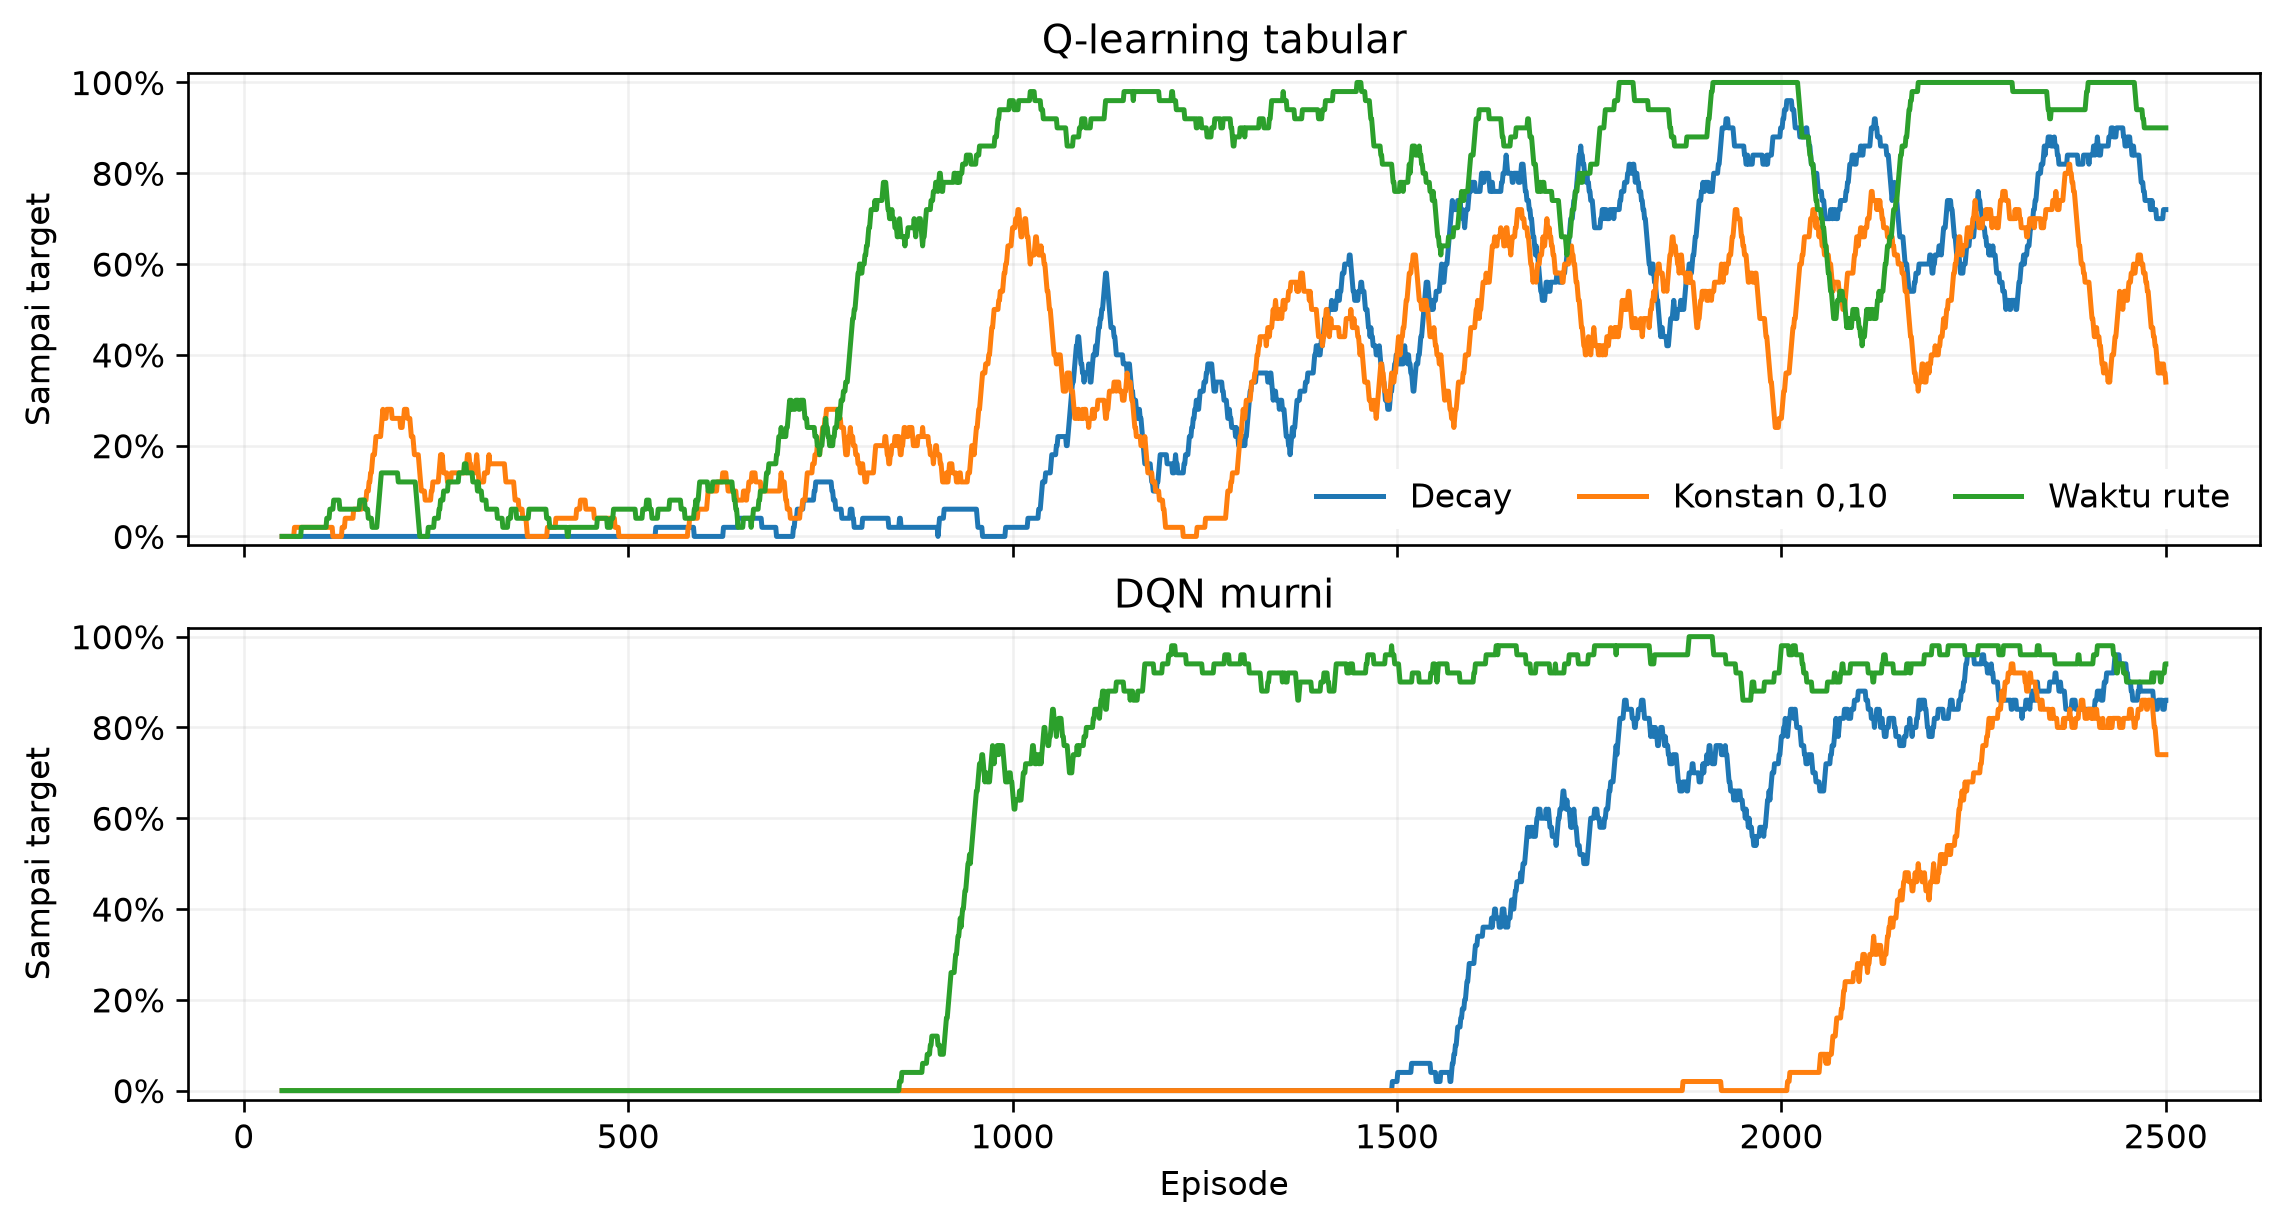 Q-learning tabular
100%
80%
60%
40%
20%
0%
Sampai target
Decay
Konstan 0,10
Waktu rute
DQN murni
100%
80%
60%
40%
20%
0%
Sampai target
0 500 1000 1500 2000 2500
Episode